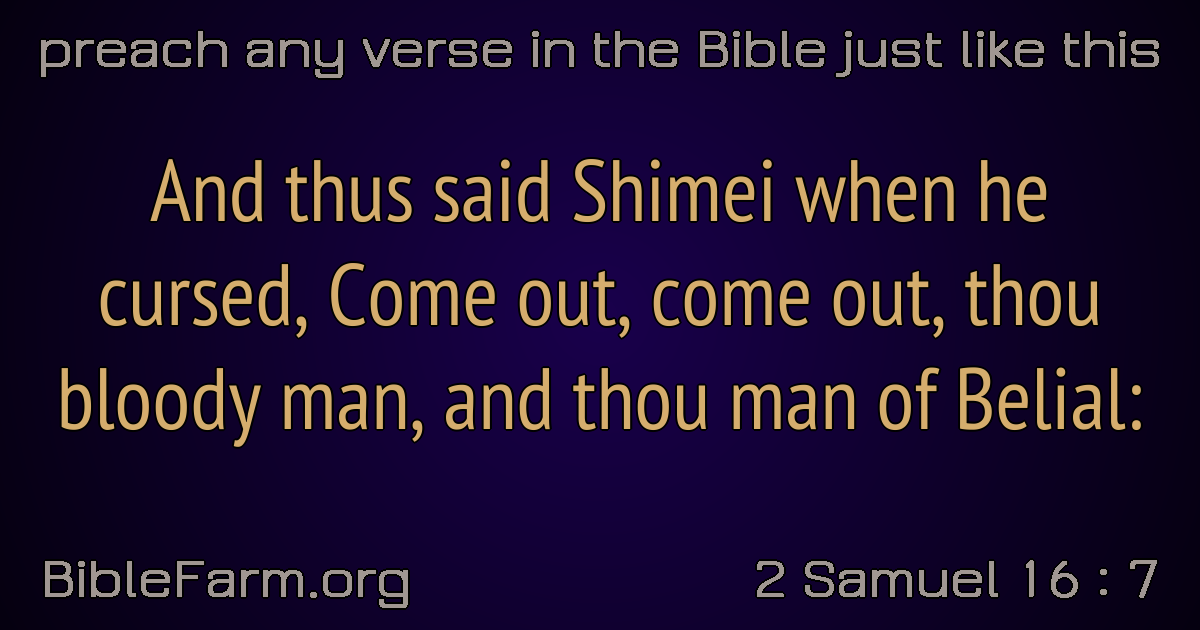 preach any verse in the Bible just like this
And thus said Shimei when he
cursed, Come out, come out, thou
bloody man, and thou man of Belial:
BibleFarm.org
2 Samuel 16 : 7